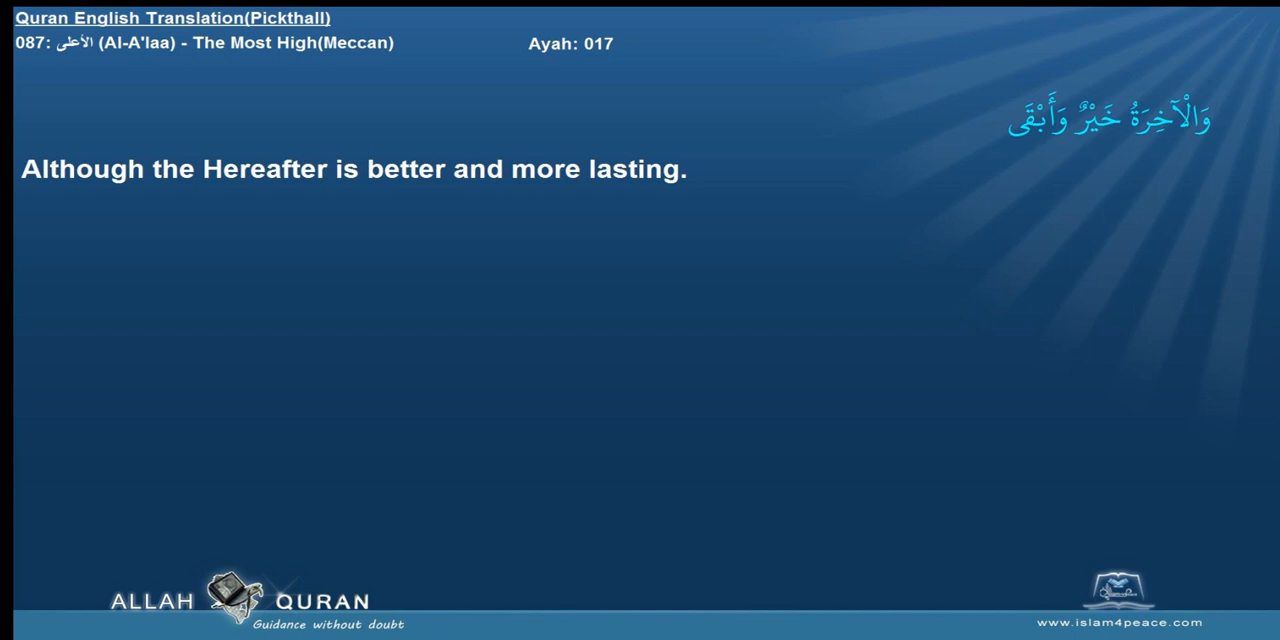 Quran English Translation(Pickthall)
087: الأعلى (Al-A'laa) - The Most High(Meccan) Ayah: 017
وَالْآخِرَةُ خَيْرٌ وَأَبْقَى
Although the Hereafter is better and more lasting.
ALLAH QURAN
Guidance without doubt
www.islam4peace.com